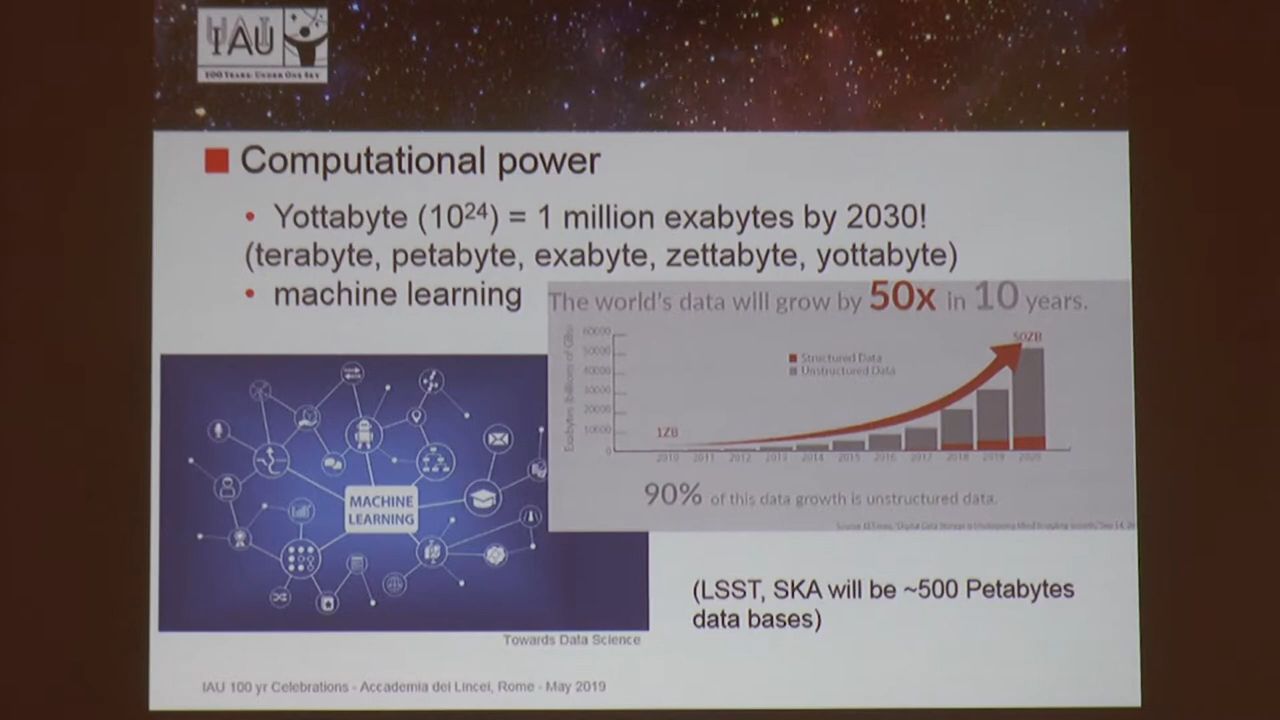 IAU
100 YEARS: UNDER ONE SKY
Computational power
• Yottabyte (10²⁴) = 1 million exabytes by 2030!
(terabyte, petabyte, exabyte, zettabyte, yottabyte)
• machine learning
The world's data will grow by 50x in 10 years.
60000
50000
40000
30000
20000
10000
0
Exabytes (billions of GBs)
Structured Data
Unstructured Data
1ZB
50ZB
2010 2011 2012 2013 2014 2015 2016 2017 2018 2019 2020
90% of this data growth is unstructured data.
MACHINE
LEARNING
Towards Data Science
(LSST, SKA will be ~500 Petabytes
data bases)
IAU 100 yr Celebrations - Accademia dei Lincei, Rome - May 2019